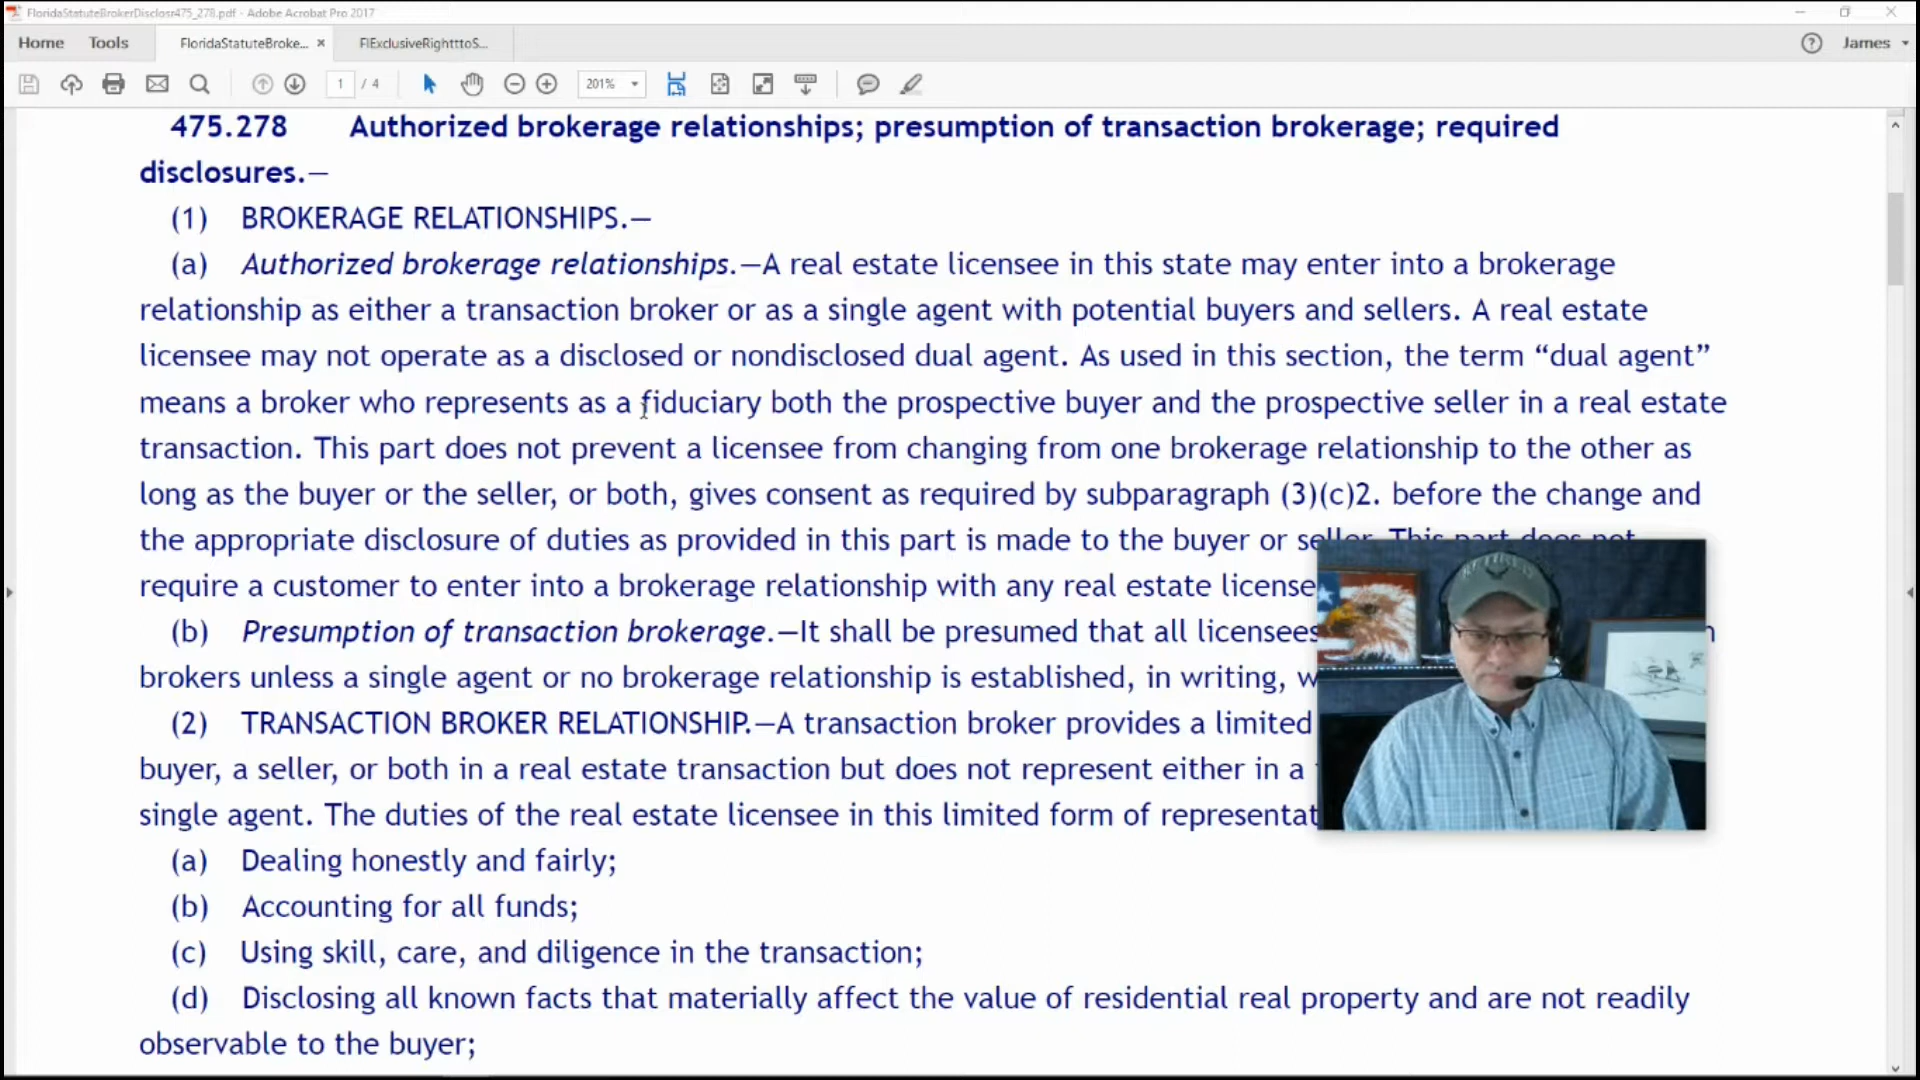 FloridaStatuteBrokerDisclosr475_278.pdf - Adobe Acrobat Pro 2017
Home Tools FloridaStatuteBroke... × FlExclusiveRightttoS... James
1 / 4 201%
475.278 Authorized brokerage relationships; presumption of transaction brokerage; required
disclosures.—
(1) BROKERAGE RELATIONSHIPS.—
(a) Authorized brokerage relationships.—A real estate licensee in this state may enter into a brokerage
relationship as either a transaction broker or as a single agent with potential buyers and sellers. A real estate
licensee may not operate as a disclosed or nondisclosed dual agent. As used in this section, the term “dual agent”
means a broker who represents as a fiduciary both the prospective buyer and the prospective seller in a real estate
transaction. This part does not prevent a licensee from changing from one brokerage relationship to the other as
long as the buyer or the seller, or both, gives consent as required by subparagraph (3)(c)2. before the change and
the appropriate disclosure of duties as provided in this part is made to the buyer or seller. This part does not
require a customer to enter into a brokerage relationship with any real estate license
(b) Presumption of transaction brokerage.—It shall be presumed that all licensees
brokers unless a single agent or no brokerage relationship is established, in writing, w
(2) TRANSACTION BROKER RELATIONSHIP.—A transaction broker provides a limited
buyer, a seller, or both in a real estate transaction but does not represent either in a
single agent. The duties of the real estate licensee in this limited form of representat
(a) Dealing honestly and fairly;
(b) Accounting for all funds;
(c) Using skill, care, and diligence in the transaction;
(d) Disclosing all known facts that materially affect the value of residential real property and are not readily
observable to the buyer;